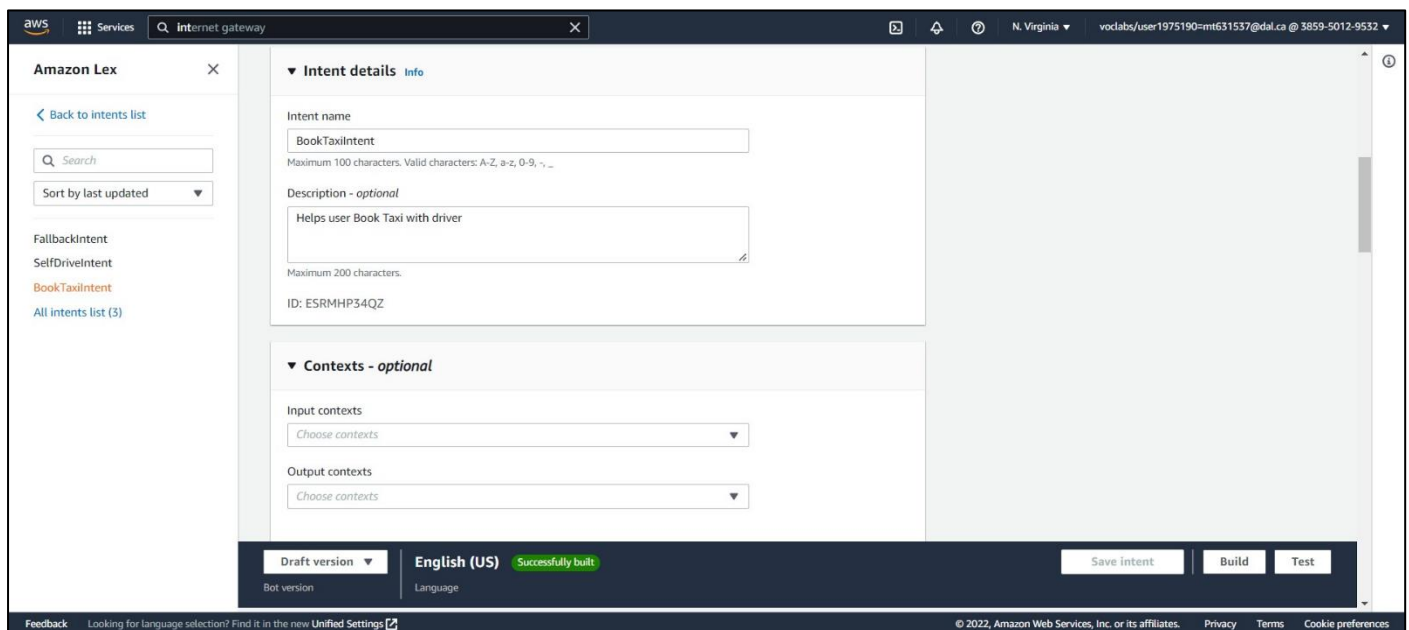 aws
Services
internet gateway
N. Virginia
voclabs/user1975190=mt631537@dal.ca @ 3859-5012-9532
Amazon Lex
Back to intents list
Search
Sort by last updated
FallbackIntent
SelfDriveIntent
BookTaxiIntent
All intents list (3)
Intent details Info
Intent name
BookTaxiIntent
Maximum 100 characters. Valid characters: A-Z, a-z, 0-9, -, _
Description - optional
Helps user Book Taxi with driver
Maximum 200 characters.
ID: ESRMHP34QZ
Contexts - optional
Input contexts
Choose contexts
Output contexts
Choose contexts
Draft version
Bot version
English (US) Successfully built
Language
Save intent
Build
Test
Feedback
Looking for language selection? Find it in the new Unified Settings
© 2022, Amazon Web Services, Inc. or its affiliates.
Privacy
Terms
Cookie preferences